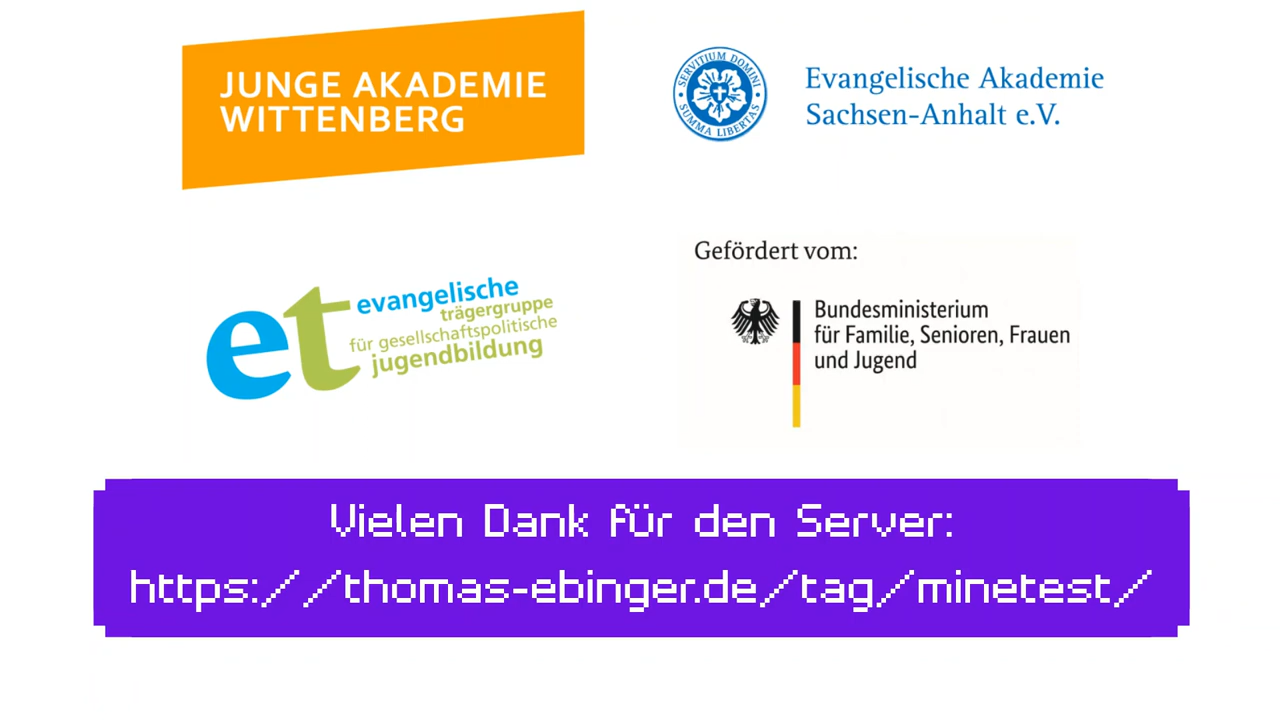 JUNGE AKADEMIE
WITTENBERG
SERVITIUM DOMINI
SUMMA LIBERTAS
Evangelische Akademie
Sachsen-Anhalt e.V.
et
evangelische
trägergruppe
für gesellschaftspolitische
jugendbildung
Gefördert vom:
Bundesministerium
für Familie, Senioren, Frauen
und Jugend
Vielen Dank für den Server:
https://thomas-ebinger.de/tag/minetest/